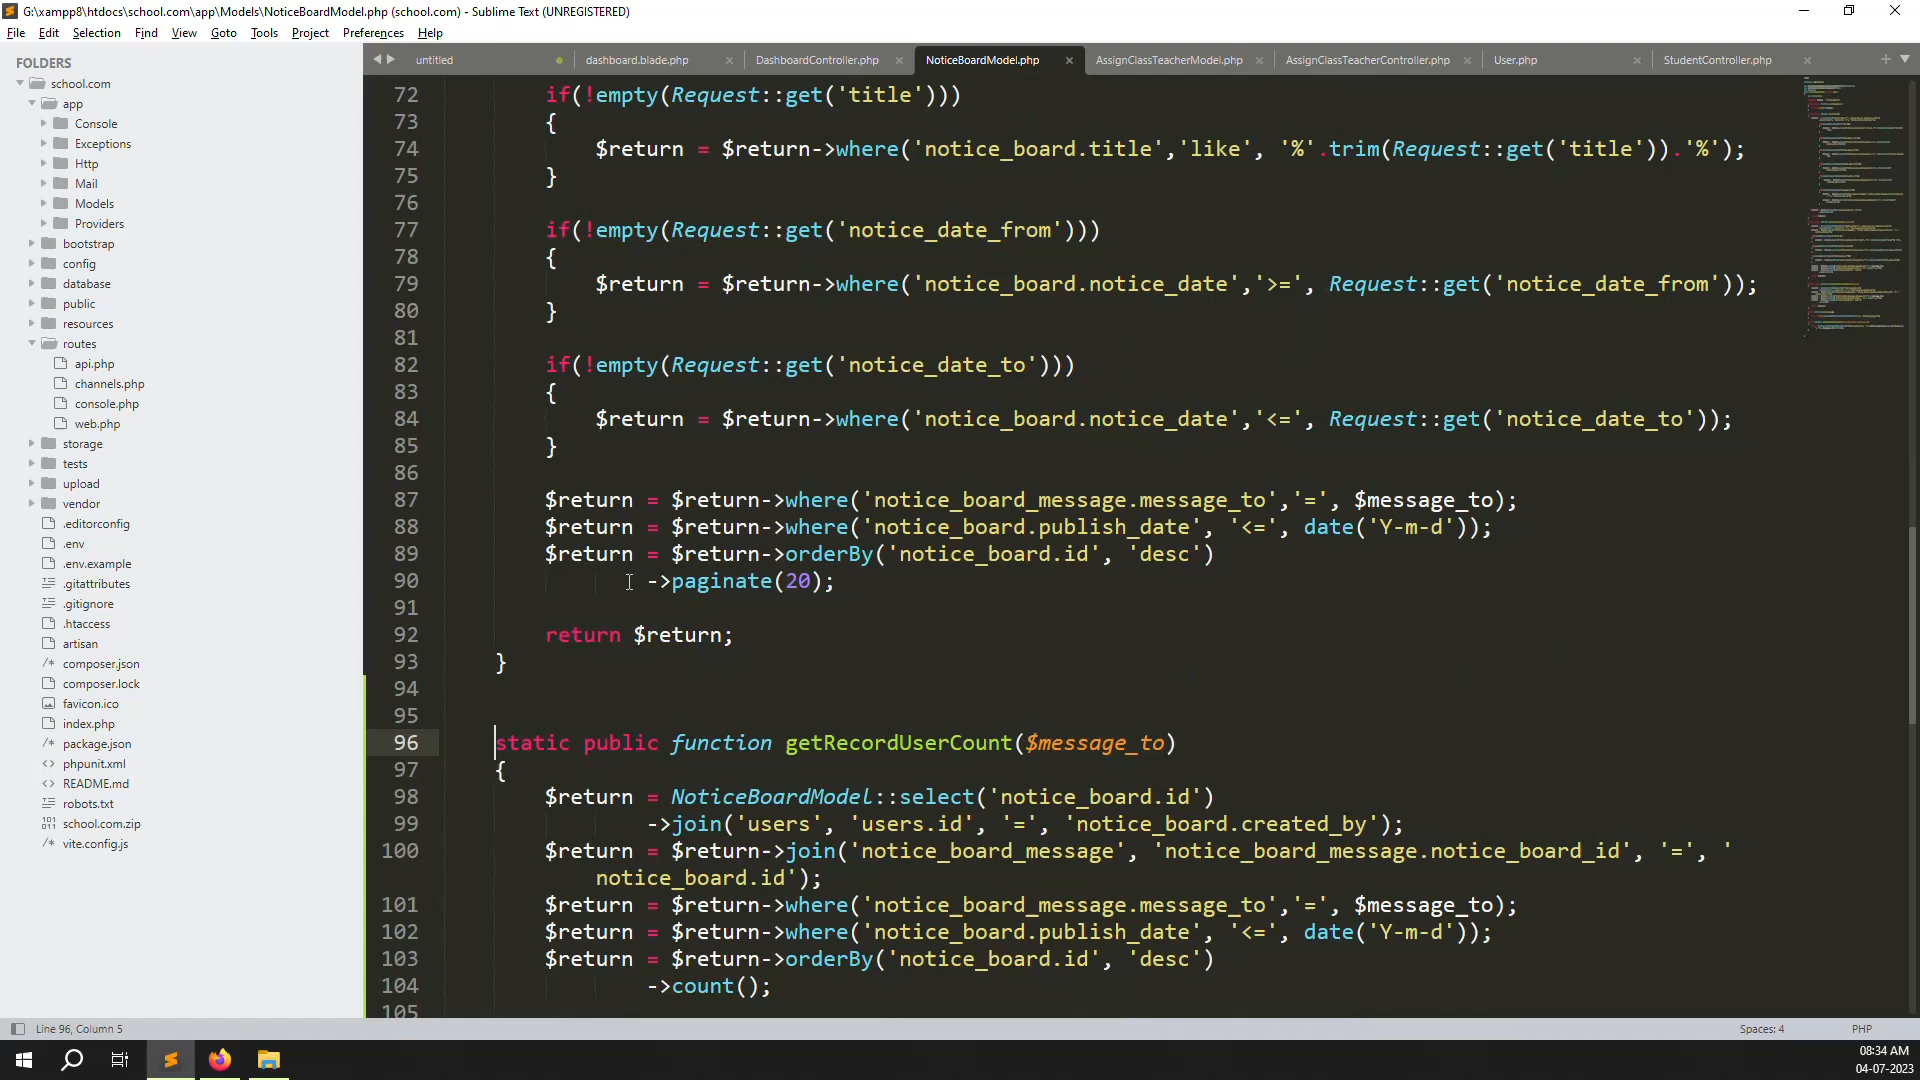 G:\xampp8\htdocs\school.com\app\Models\NoticeBoardModel.php (school.com) - Sublime Text (UNREGISTERED)
File Edit Selection Find View Goto Tools Project Preferences Help
FOLDERS
school.com
app
Console
Exceptions
Http
Mail
Models
Providers
bootstrap
config
database
public
resources
routes
api.php
channels.php
console.php
web.php
storage
tests
upload
vendor
.editorconfig
.env
.env.example
.gitattributes
.gitignore
.htaccess
artisan
composer.json
composer.lock
favicon.ico
index.php
package.json
phpunit.xml
README.md
robots.txt
school.com.zip
vite.config.js
untitled dashboard.blade.php DashboardController.php NoticeBoardModel.php AssignClassTeacherModel.php AssignClassTeacherController.php User.php StudentController.php
72 if(!empty(Request::get('title')))
73 {
74 $return = $return->where('notice_board.title','like', '%'.trim(Request::get('title')).'%');
75 }
76
77 if(!empty(Request::get('notice_date_from')))
78 {
79 $return = $return->where('notice_board.notice_date','>=', Request::get('notice_date_from'));
80 }
81
82 if(!empty(Request::get('notice_date_to')))
83 {
84 $return = $return->where('notice_board.notice_date','<=', Request::get('notice_date_to'));
85 }
86
87 $return = $return->where('notice_board_message.message_to','=', $message_to);
88 $return = $return->where('notice_board.publish_date', '<=', date('Y-m-d'));
89 $return = $return->orderBy('notice_board.id', 'desc')
90 ->paginate(20);
91
92 return $return;
93 }
94
95
96 static public function getRecordUserCount($message_to)
97 {
98 $return = NoticeBoardModel::select('notice_board.id')
99 ->join('users', 'users.id', '=', 'notice_board.created_by');
100 $return = $return->join('notice_board_message', 'notice_board_message.notice_board_id', '=', '
notice_board.id');
101 $return = $return->where('notice_board_message.message_to','=', $message_to);
102 $return = $return->where('notice_board.publish_date', '<=', date('Y-m-d'));
103 $return = $return->orderBy('notice_board.id', 'desc')
104 ->count();
105
Line 96, Column 5 Spaces: 4 PHP
08:34 AM
04-07-2023